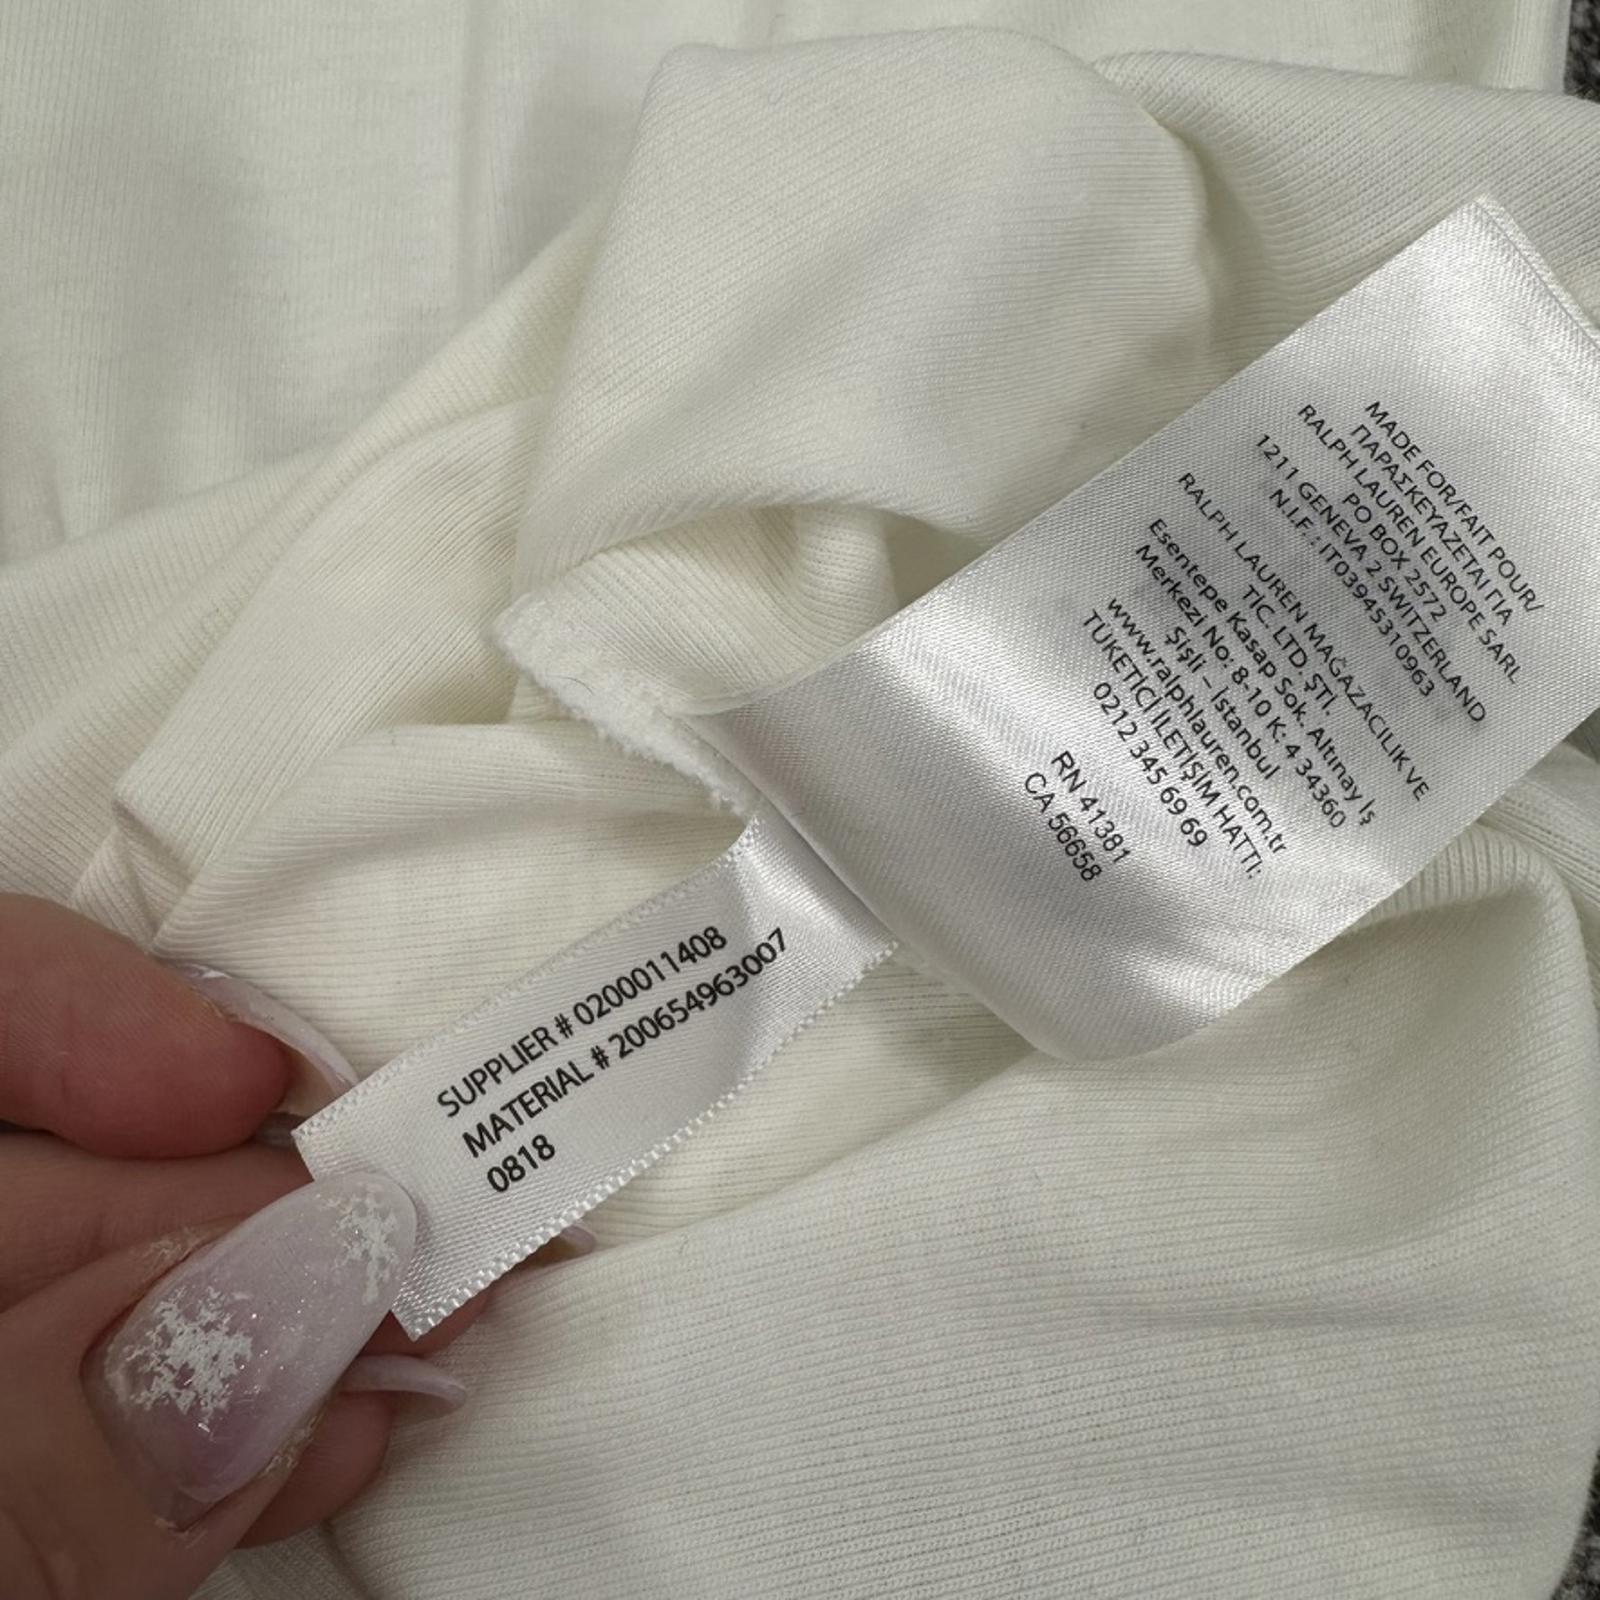 MADE FOR/FAIT POUR/
ΠΑΡΑΣΚΕΥΑΖΕΤΑΙ ΓΙΑ
RALPH LAUREN EUROPE SARL
PO BOX 2572
1211 GENEVA 2 SWITZERLAND
N.I.F. : IT03945310963
RALPH LAUREN MAĞAZACILIK VE
TİC. LTD. ŞTİ.
Esentepe Kasap Sok. Altınay İş
Merkezi No: 8-10 K: 4 34360
Şişli – İstanbul
www.ralphlauren.com.tr
TÜKETİCİ İLETİŞİM HATTI:
0212 345 69 69
RN 41381
CA 56658
SUPPLIER # 0200011408
MATERIAL # 200654963007
0818